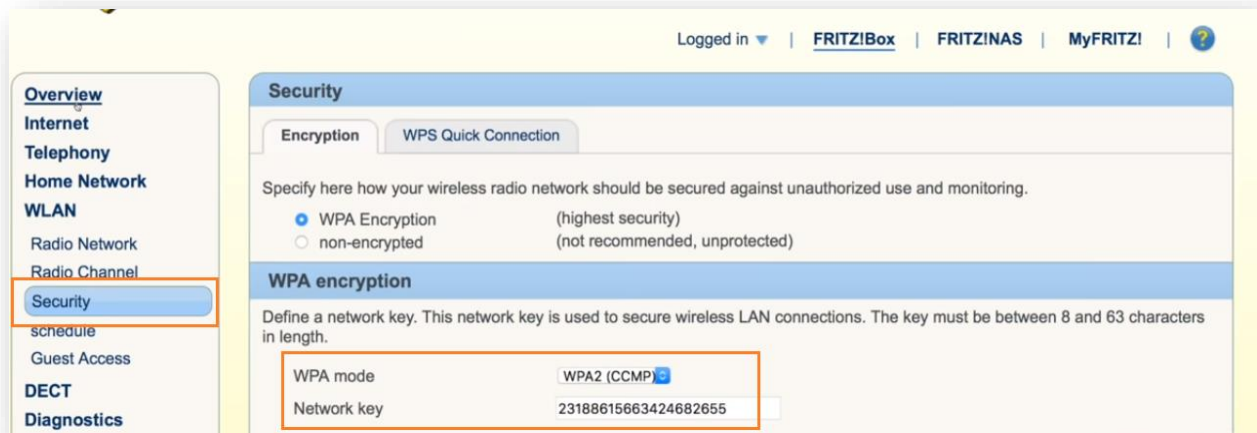 Logged in | FRITZ!Box | FRITZ!NAS | MyFRITZ! | ?
Overview
Internet
Telephony
Home Network
WLAN
Radio Network
Radio Channel
Security
schedule
Guest Access
DECT
Diagnostics
Security
Encryption
WPS Quick Connection
Specify here how your wireless radio network should be secured against unauthorized use and monitoring.
WPA Encryption (highest security)
non-encrypted (not recommended, unprotected)
WPA encryption
Define a network key. This network key is used to secure wireless LAN connections. The key must be between 8 and 63 characters
in length.
WPA mode WPA2 (CCMP)
Network key 23188615663424682655